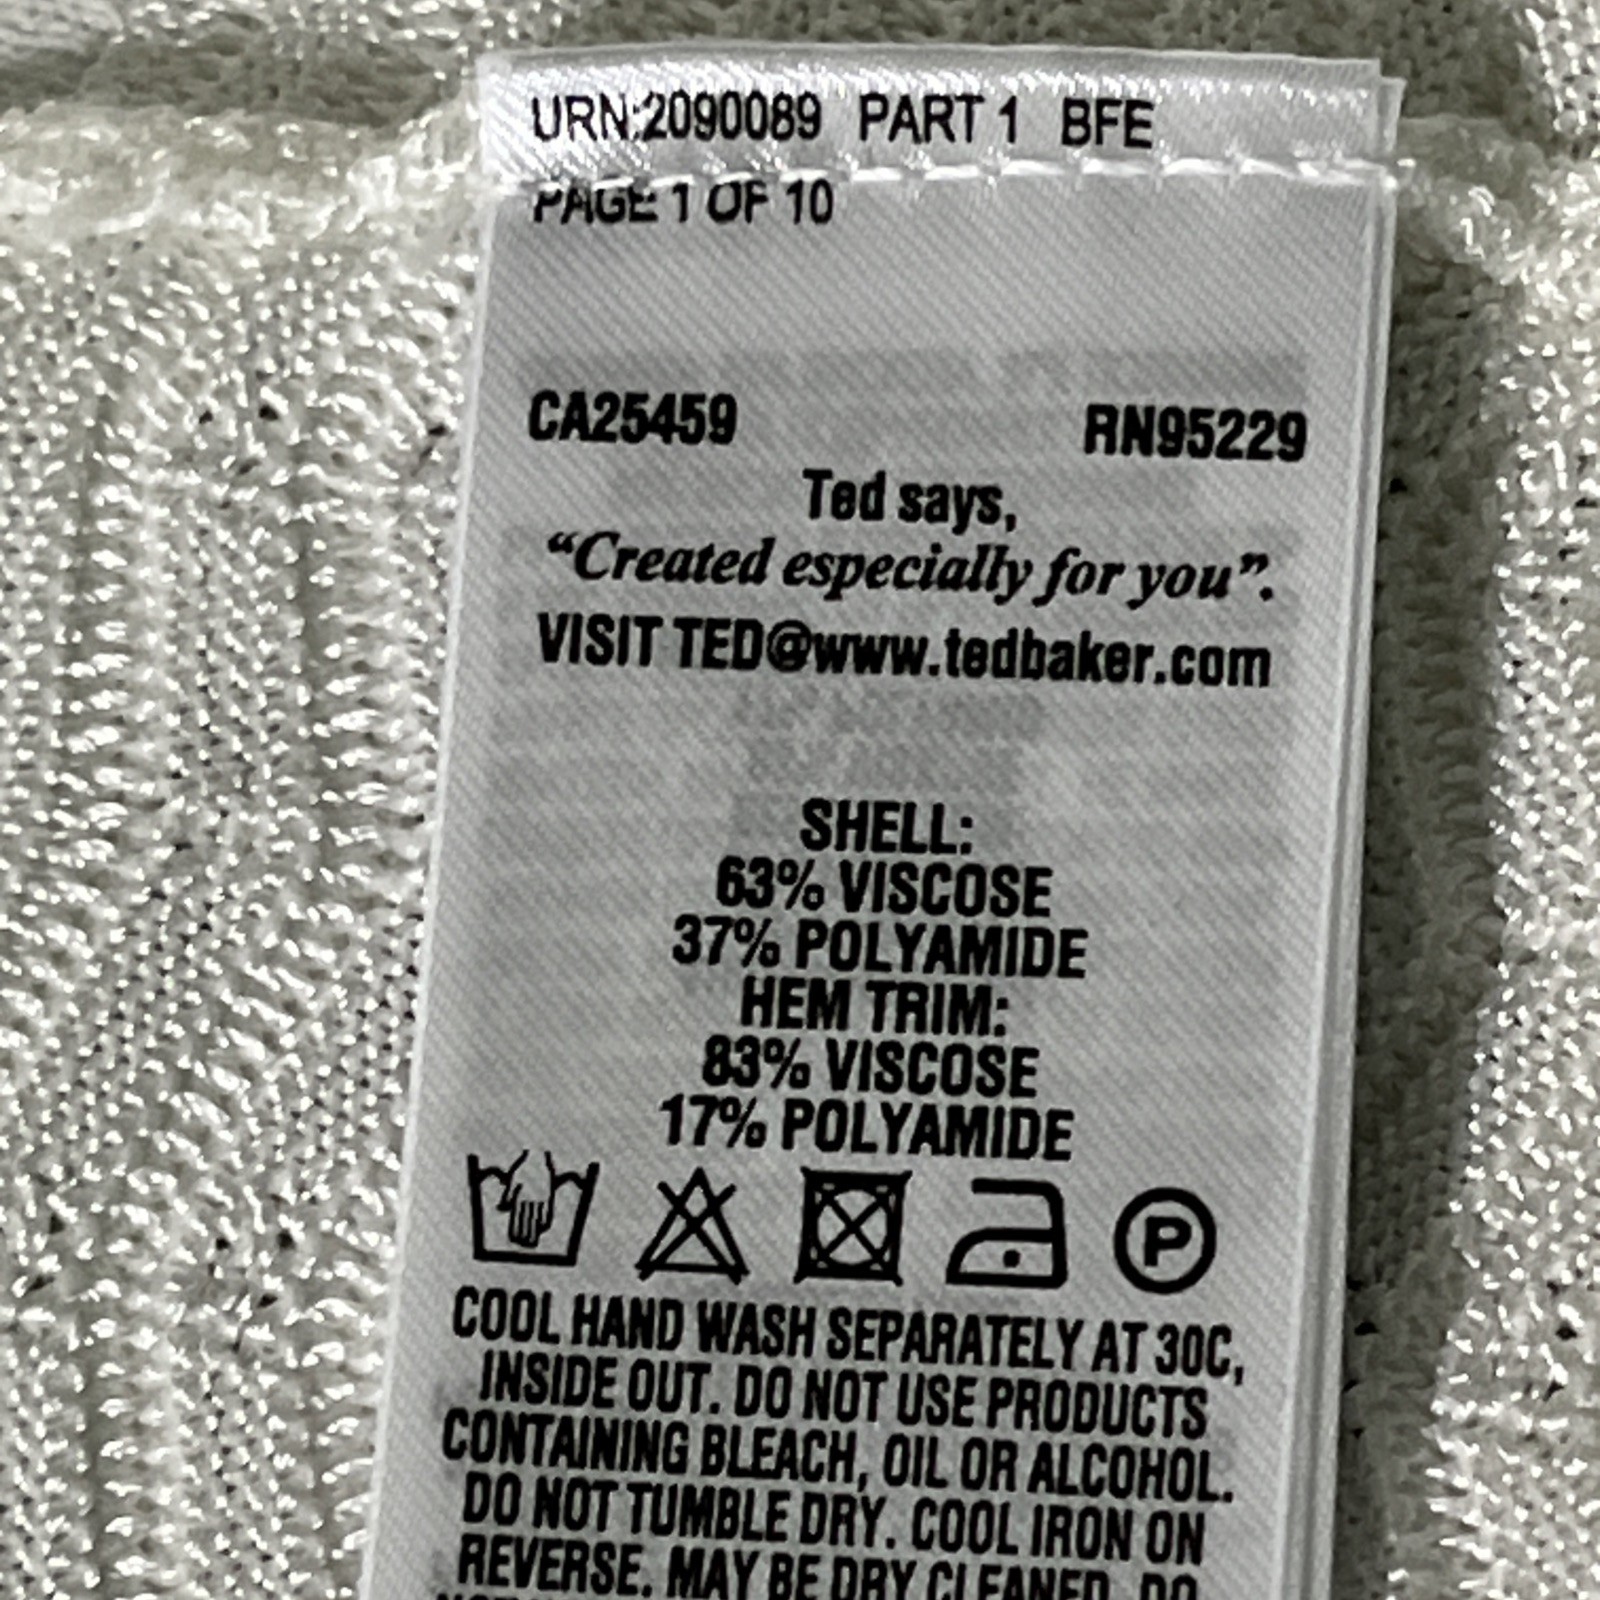 URN:2090089 PART 1 BFE
PAGE 1 OF 10
CA25459 RN95229
Ted says,
“Created especially for you”.
VISIT TED@www.tedbaker.com
SHELL:
63% VISCOSE
37% POLYAMIDE
HEM TRIM:
83% VISCOSE
17% POLYAMIDE
P
COOL HAND WASH SEPARATELY AT 30C,
INSIDE OUT. DO NOT USE PRODUCTS
CONTAINING BLEACH, OIL OR ALCOHOL.
DO NOT TUMBLE DRY. COOL IRON ON
REVERSE. MAY BE DRY CLEANED. DO